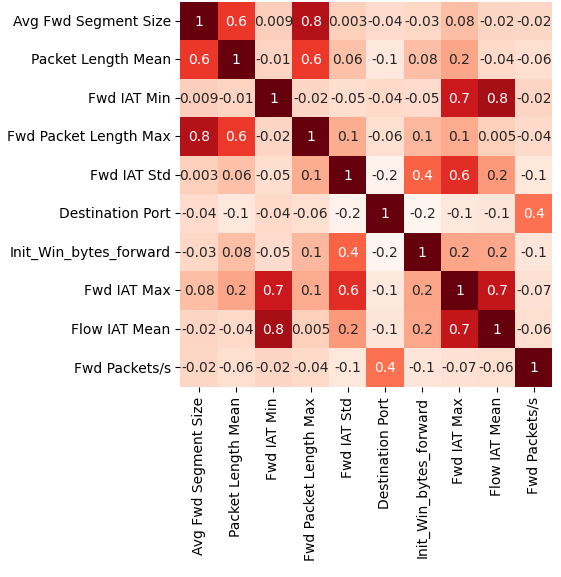 Avg Fwd Segment Size 1 0.6 0.009 0.8 0.003 -0.04 -0.03 0.08 -0.02 -0.02
Packet Length Mean 0.6 1 -0.01 0.6 0.06 -0.1 0.08 0.2 -0.04 -0.06
Fwd IAT Min 0.009 -0.01 1 -0.02 -0.05 -0.04 -0.05 0.7 0.8 -0.02
Fwd Packet Length Max 0.8 0.6 -0.02 1 0.1 -0.06 0.1 0.1 0.005 -0.04
Fwd IAT Std 0.003 0.06 -0.05 0.1 1 -0.2 0.4 0.6 0.2 -0.1
Destination Port -0.04 -0.1 -0.04 -0.06 -0.2 1 -0.2 -0.1 -0.1 0.4
Init_Win_bytes_forward -0.03 0.08 -0.05 0.1 0.4 -0.2 1 0.2 0.2 -0.1
Fwd IAT Max 0.08 0.2 0.7 0.1 0.6 -0.1 0.2 1 0.7 -0.07
Flow IAT Mean -0.02 -0.04 0.8 0.005 0.2 -0.1 0.2 0.7 1 -0.06
Fwd Packets/s -0.02 -0.06 -0.02 -0.04 -0.1 0.4 -0.1 -0.07 -0.06 1
Avg Fwd Segment Size
Packet Length Mean
Fwd IAT Min
Fwd Packet Length Max
Fwd IAT Std
Destination Port
Init_Win_bytes_forward
Fwd IAT Max
Flow IAT Mean
Fwd Packets/s